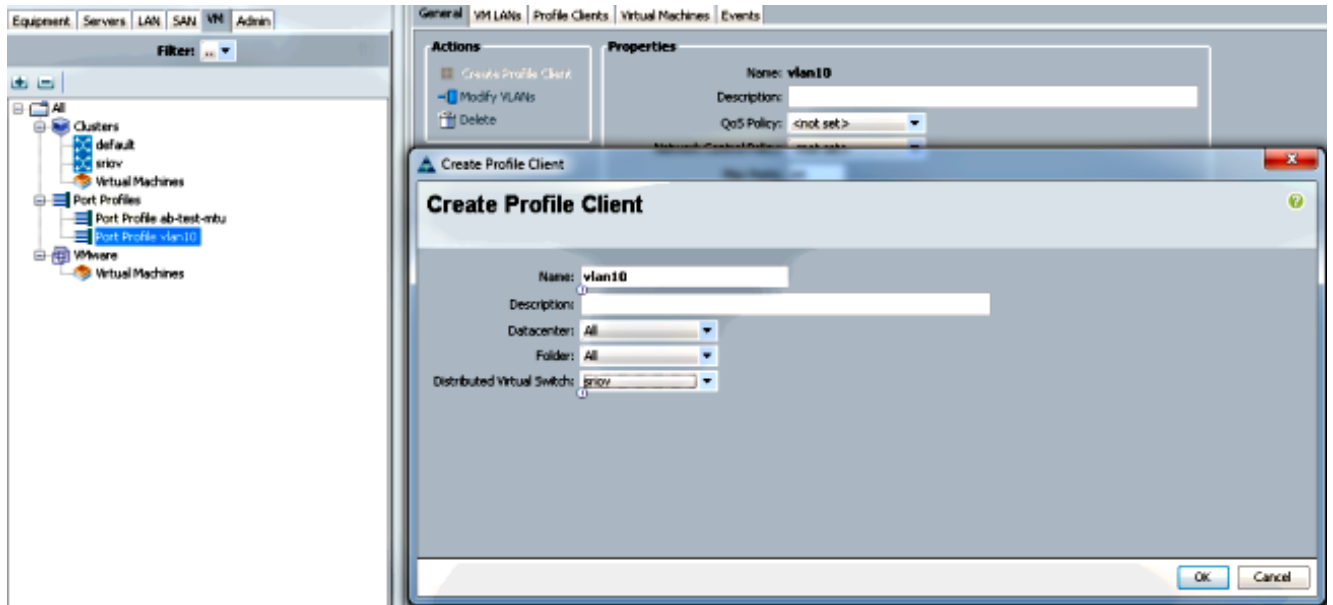 Equipment Servers LAN SAN VM Admin
Filter: ..
All
Clusters
default
sriov
Virtual Machines
Port Profiles
Port Profile ab-test-mtu
Port Profile vlan10
VMware
Virtual Machines
General VM LANs Profile Clients Virtual Machines Events
Actions
Create Profile Client
Modify VLANs
Delete
Properties
Name: vlan10
Description:
QoS Policy: <not set>
Create Profile Client
Create Profile Client
Name: vlan10
Description:
Datacenter: All
Folder: All
Distributed Virtual Switch: sriov
OK Cancel